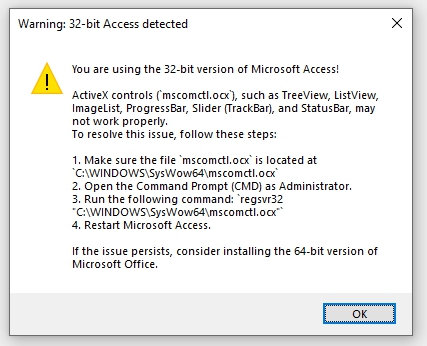 Warning: 32-bit Access detected
You are using the 32-bit version of Microsoft Access!
ActiveX controls (`mscomctl.ocx`), such as TreeView, ListView,
ImageList, ProgressBar, Slider (TrackBar), and StatusBar, may
not work properly.
To resolve this issue, follow these steps:
1. Make sure the file `mscomctl.ocx` is located at
`C:\WINDOWS\SysWow64\mscomctl.ocx`
2. Open the Command Prompt (CMD) as Administrator.
3. Run the following command: `regsvr32
"C:\WINDOWS\SysWow64\mscomctl.ocx"`
4. Restart Microsoft Access.
If the issue persists, consider installing the 64-bit version of
Microsoft Office.
OK